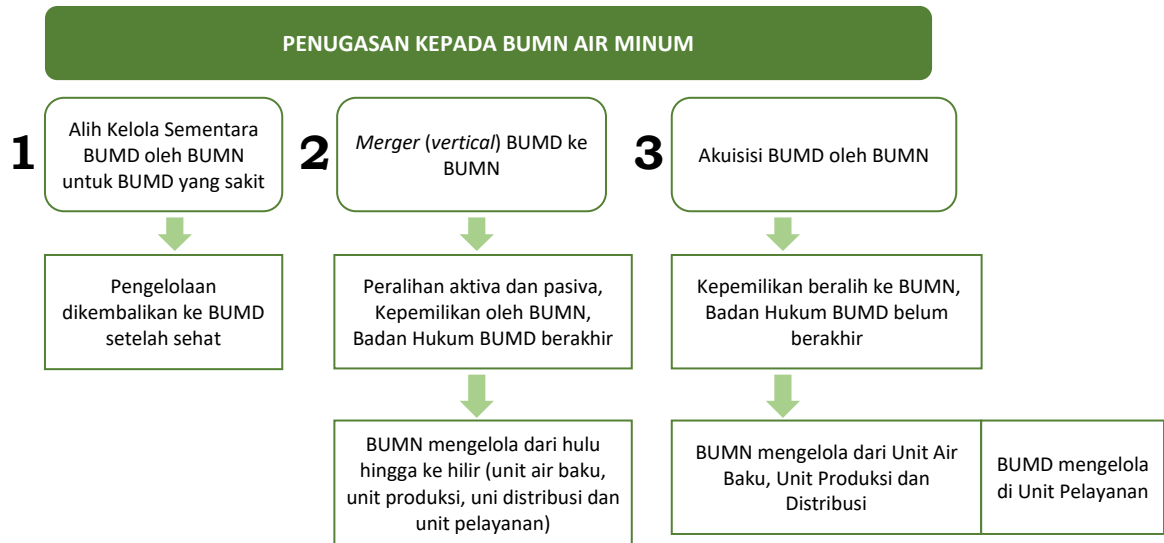 PENUGASAN KEPADA BUMN AIR MINUM
1
Alih Kelola Sementara
BUMD oleh BUMN
untuk BUMD yang sakit
2
Merger (vertical) BUMD ke
BUMN
3
Akuisisi BUMD oleh BUMN
Pengelolaan
dikembalikan ke BUMD
setelah sehat
Peralihan aktiva dan pasiva,
Kepemilikan oleh BUMN,
Badan Hukum BUMD berakhir
Kepemilikan beralih ke BUMN,
Badan Hukum BUMD belum
berakhir
BUMN mengelola dari hulu
hingga ke hilir (unit air baku,
unit produksi, uni distribusi dan
unit pelayanan)
BUMN mengelola dari Unit Air
Baku, Unit Produksi dan
Distribusi
BUMD mengelola
di Unit Pelayanan